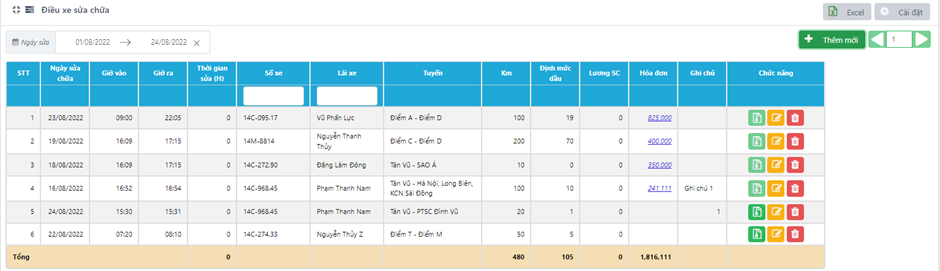 Điều xe sửa chữa
Excel
Cài đặt
Ngày sửa 01/08/2022 → 24/08/2022 ×
+ Thêm mới 1
STT Ngày sửa chữa Giờ vào Giờ ra Thời gian sửa (H) Số xe Lái xe Tuyến Km Định mức dầu Lương SC Hóa đơn Ghi chú Chức năng
1 23/08/2022 09:00 22:05 0 14C-095.17 Vũ Phấn Lực Điểm A - Điểm D 100 19 0 825,000
2 19/08/2022 16:09 17:15 0 14M-8814 Nguyễn Thanh Thủy Điểm C - Điểm D 200 70 0 400,000
3 18/08/2022 16:09 17:15 0 14C-272.90 Đặng Lâm Đông Tân Vũ - SAO Á 10 0 0 350,000
4 16/08/2022 16:52 16:54 0 14C-968.45 Phạm Thanh Nam Tân Vũ - Hà Nội, Long Biên, KCN Sài Đồng 100 10 0 241,111 Ghi chú 1
5 24/08/2022 15:30 15:31 0 14C-968.45 Phạm Thanh Nam Tân Vũ - PTSC Đình Vũ 20 1 0 1
6 22/08/2022 07:20 08:10 0 14C-274.33 Nguyễn Thủy Z Điểm T - Điểm M 50 5 0
Tổng 0 480 105 0 1,816,111